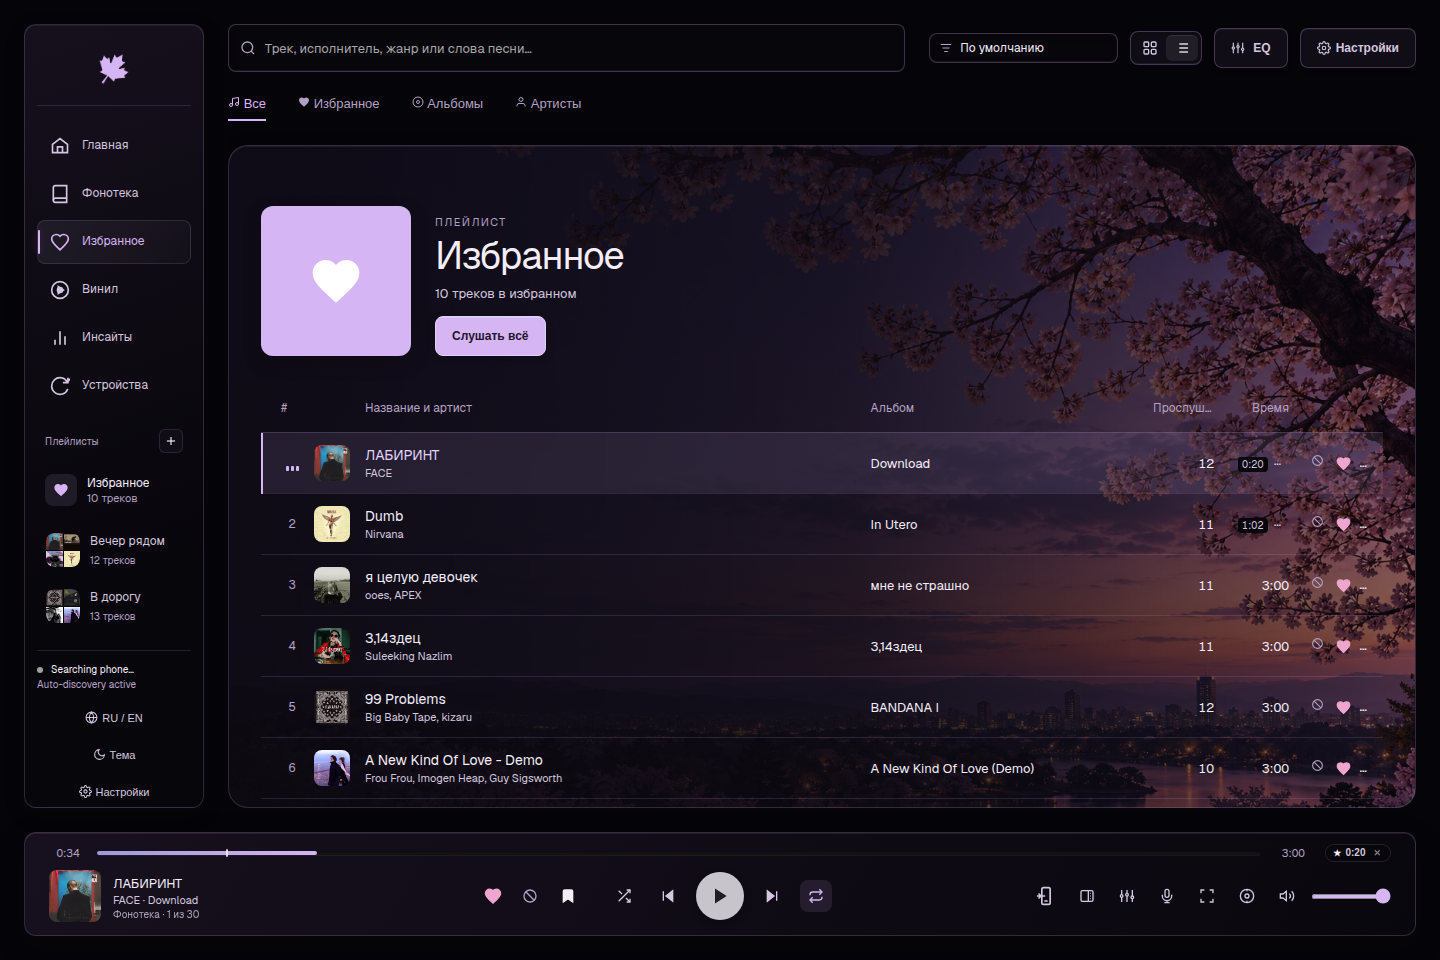 Трек, исполнитель, жанр или слова песни...
По умолчанию
EQ
Настройки
Все
Избранное
Альбомы
Артисты
Главная
Фонотека
Избранное
Винил
Инсайты
Устройства
Плейлисты
+
Избранное
10 треков
Вечер рядом
12 треков
В дорогу
13 треков
Searching phone...
Auto-discovery active
RU / EN
Тема
Настройки
ПЛЕЙЛИСТ
Избранное
10 треков в избранном
Слушать всё
# Название и артист Альбом Прослуш... Время
ЛАБИРИНТ
FACE
Download 12 0:20 ...
2 Dumb
Nirvana
In Utero 11 1:02 ...
3 я целую девочек
ooes, APEX
мне не страшно 11 3:00 ...
4 3,14здец
Suleeking Nazlim
3,14здец 11 3:00 ...
5 99 Problems
Big Baby Tape, kizaru
BANDANA I 12 3:00 ...
6 A New Kind Of Love - Demo
Frou Frou, Imogen Heap, Guy Sigsworth
A New Kind Of Love (Demo) 10 3:00 ...
0:34 3:00 ★ 0:20 ×
ЛАБИРИНТ
FACE · Download
Фонотека · 1 из 30